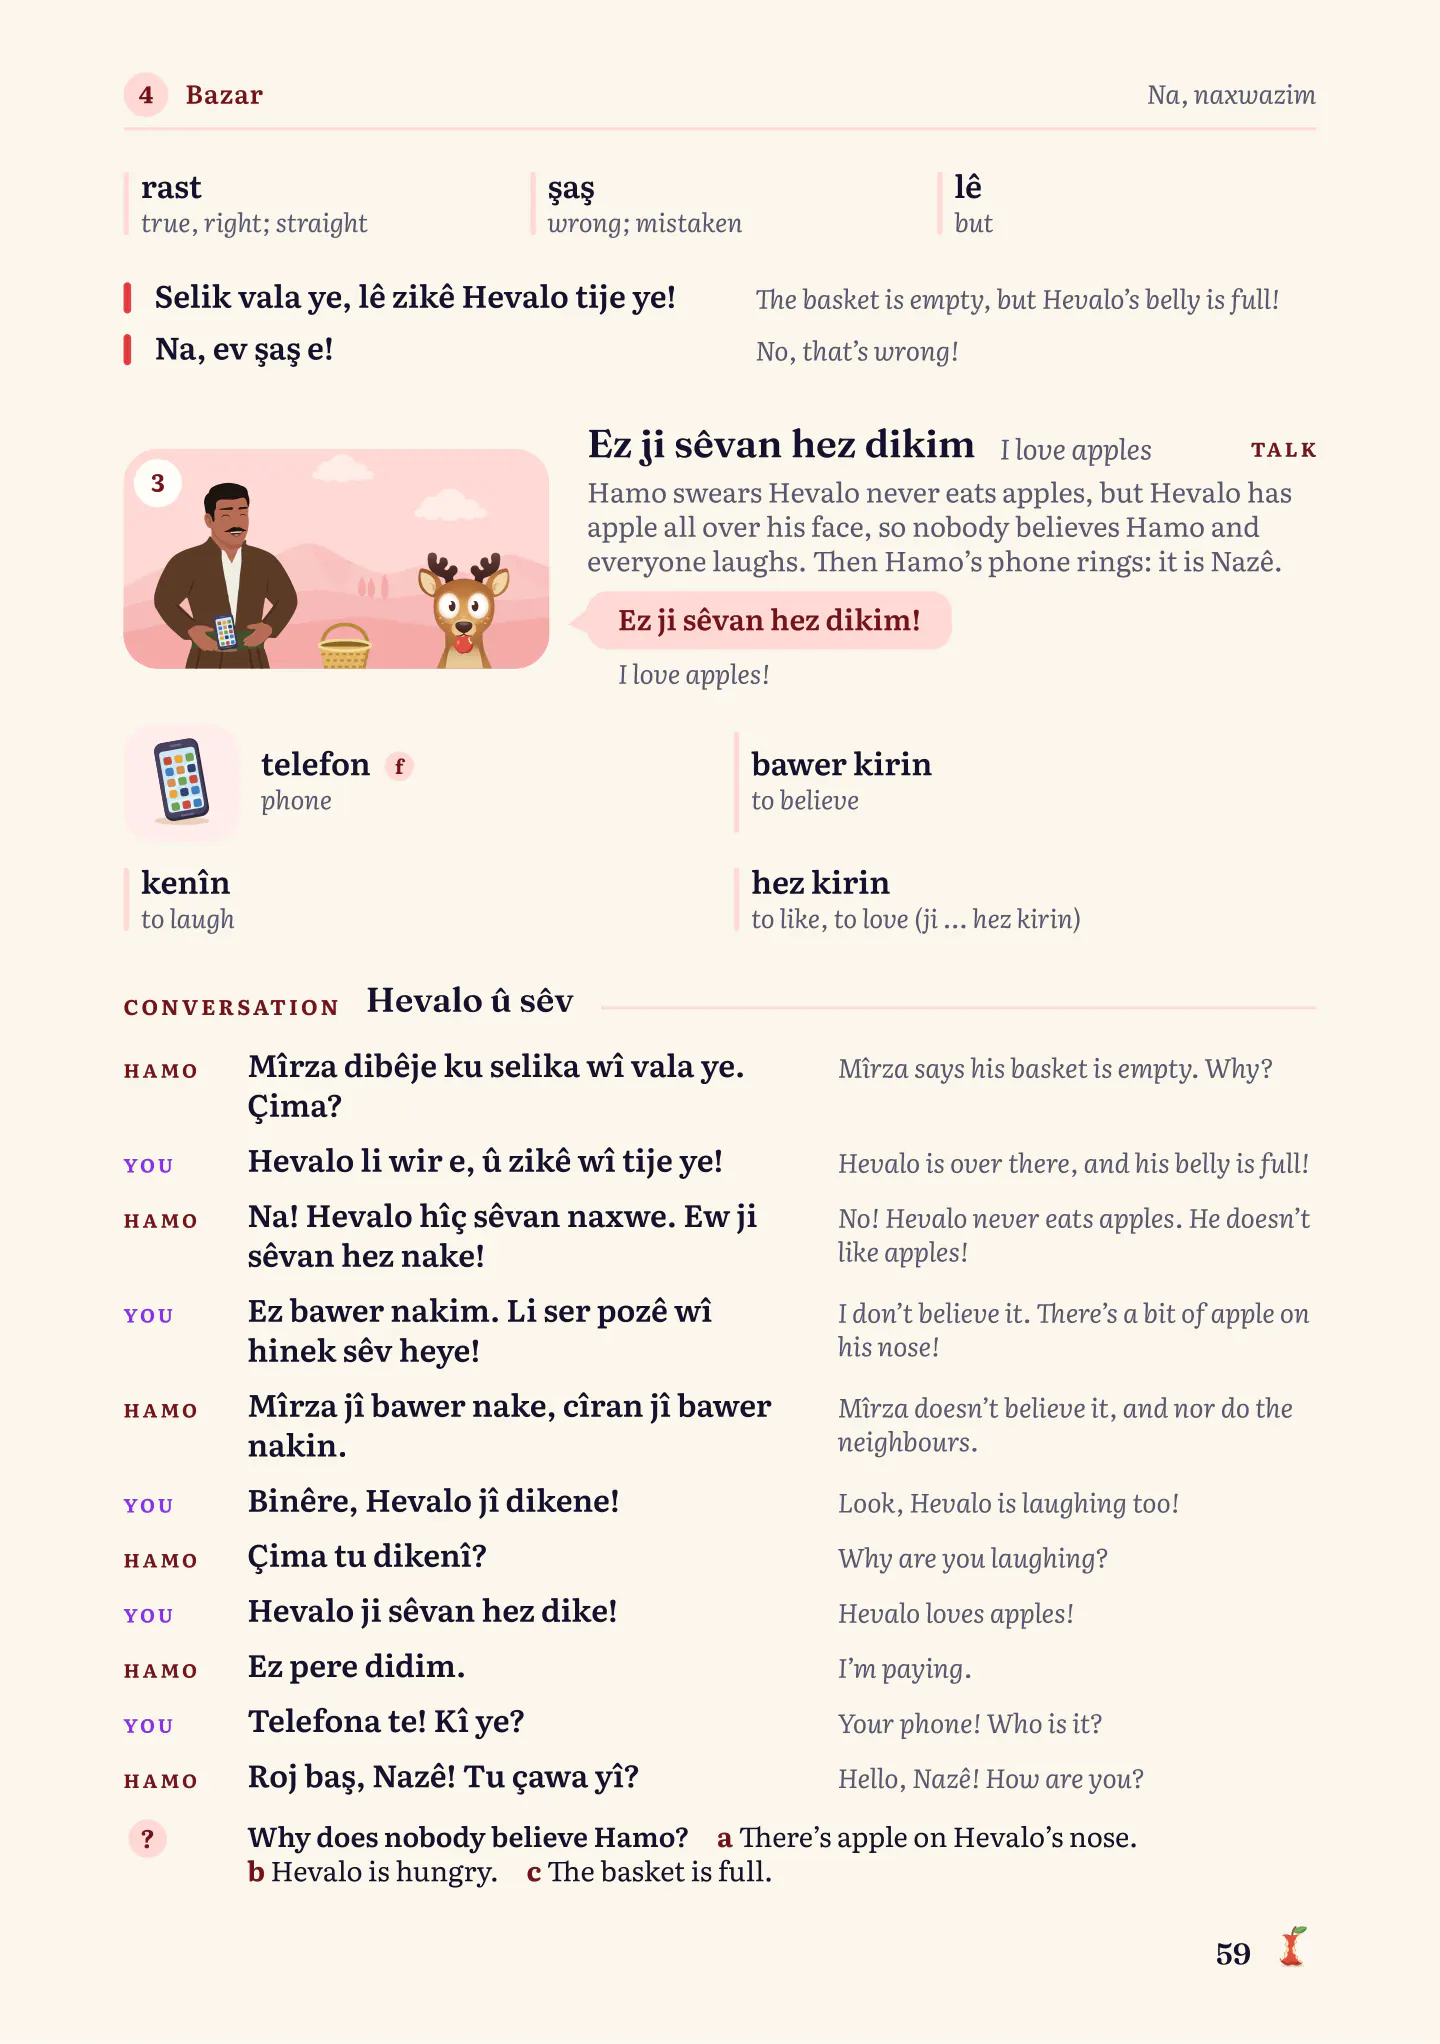 4 Bazar Na, naxwazim
rast şaş lê
true, right; straight wrong; mistaken but
Selik vala ye, lê zikê Hevalo tije ye! The basket is empty, but Hevalo’s belly is full!
Na, ev şaş e! No, that’s wrong!
3
Ez ji sêvan hez dikim I love apples TALK
Hamo swears Hevalo never eats apples, but Hevalo has
apple all over his face, so nobody believes Hamo and
everyone laughs. Then Hamo’s phone rings: it is Nazê.
Ez ji sêvan hez dikim!
I love apples!
telefon f bawer kirin
phone to believe
kenîn hez kirin
to laugh to like, to love (ji … hez kirin)
CONVERSATION Hevalo û sêv
HAMO Mîrza dibêje ku selika wî vala ye. Mîrza says his basket is empty. Why?
Çima?
YOU Hevalo li wir e, û zikê wî tije ye! Hevalo is over there, and his belly is full!
HAMO Na! Hevalo hîç sêvan naxwe. Ew ji No! Hevalo never eats apples. He doesn’t
sêvan hez nake! like apples!
YOU Ez bawer nakim. Li ser pozê wî I don’t believe it. There’s a bit of apple on
hinek sêv heye! his nose!
HAMO Mîrza jî bawer nake, cîran jî bawer Mîrza doesn’t believe it, and nor do the
nakin. neighbours.
YOU Binêre, Hevalo jî dikene! Look, Hevalo is laughing too!
HAMO Çima tu dikenî? Why are you laughing?
YOU Hevalo ji sêvan hez dike! Hevalo loves apples!
HAMO Ez pere didim. I’m paying.
YOU Telefona te! Kî ye? Your phone! Who is it?
HAMO Roj baş, Nazê! Tu çawa yî? Hello, Nazê! How are you?
? Why does nobody believe Hamo? a There’s apple on Hevalo’s nose.
b Hevalo is hungry. c The basket is full.
59